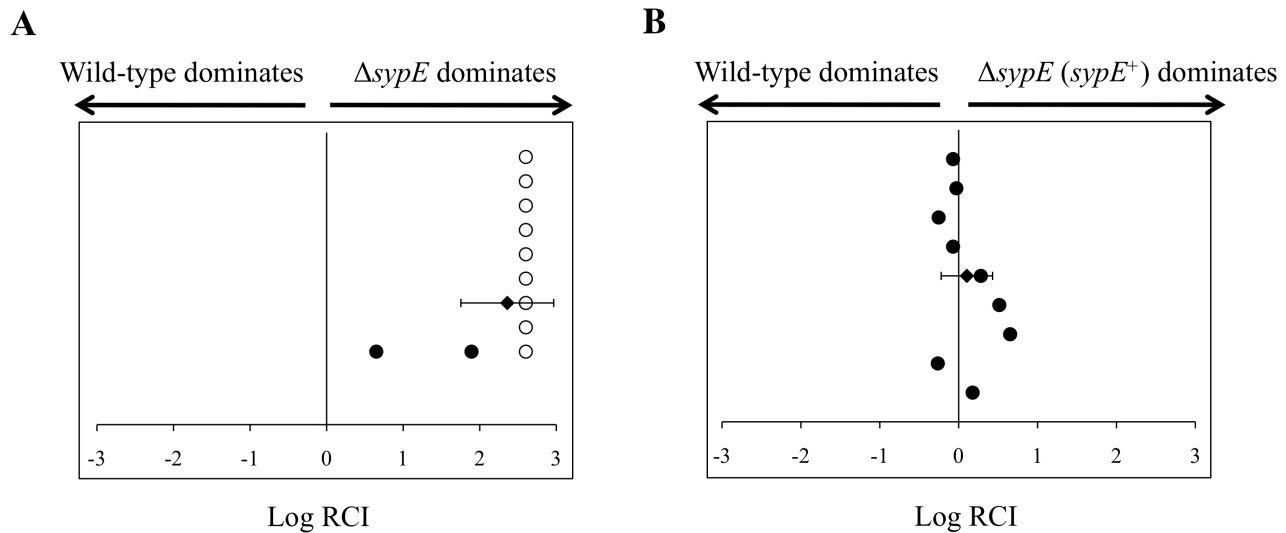 A
Wild-type dominates
ΔsypE dominates
-3 -2 -1 0 1 2 3
Log RCI
B
Wild-type dominates
ΔsypE (sypE⁺) dominates
-3 -2 -1 0 1 2 3
Log RCI